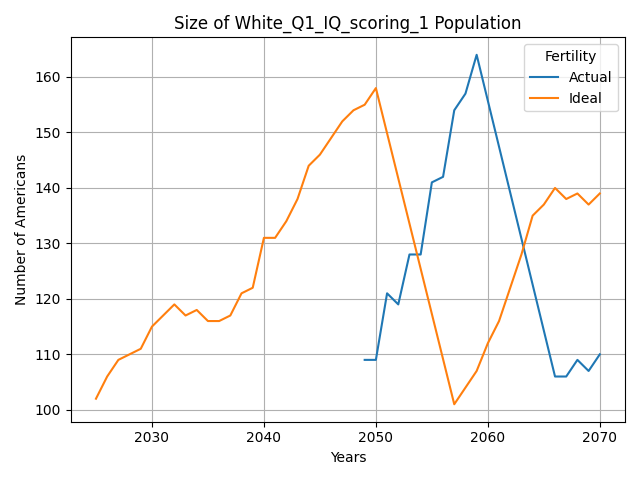 Size of White_Q1_IQ_scoring_1 Population
Fertility
Actual
Ideal
Number of Americans
160
150
140
130
120
110
100
2030
2040
2050
2060
2070
Years